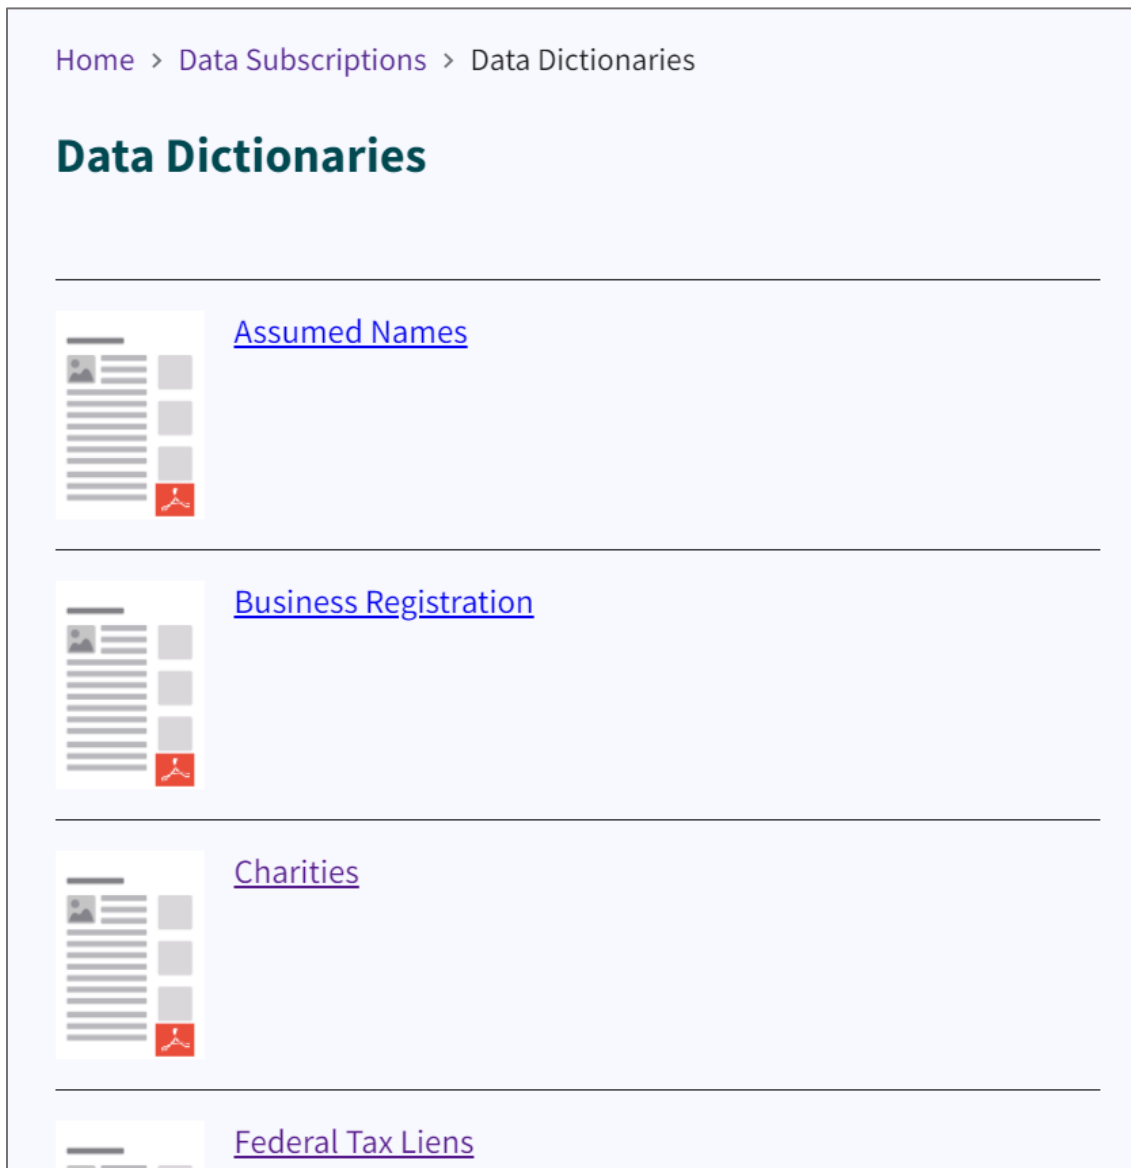 Home > Data Subscriptions > Data Dictionaries
Data Dictionaries
Assumed Names
Business Registration
Charities
Federal Tax Liens